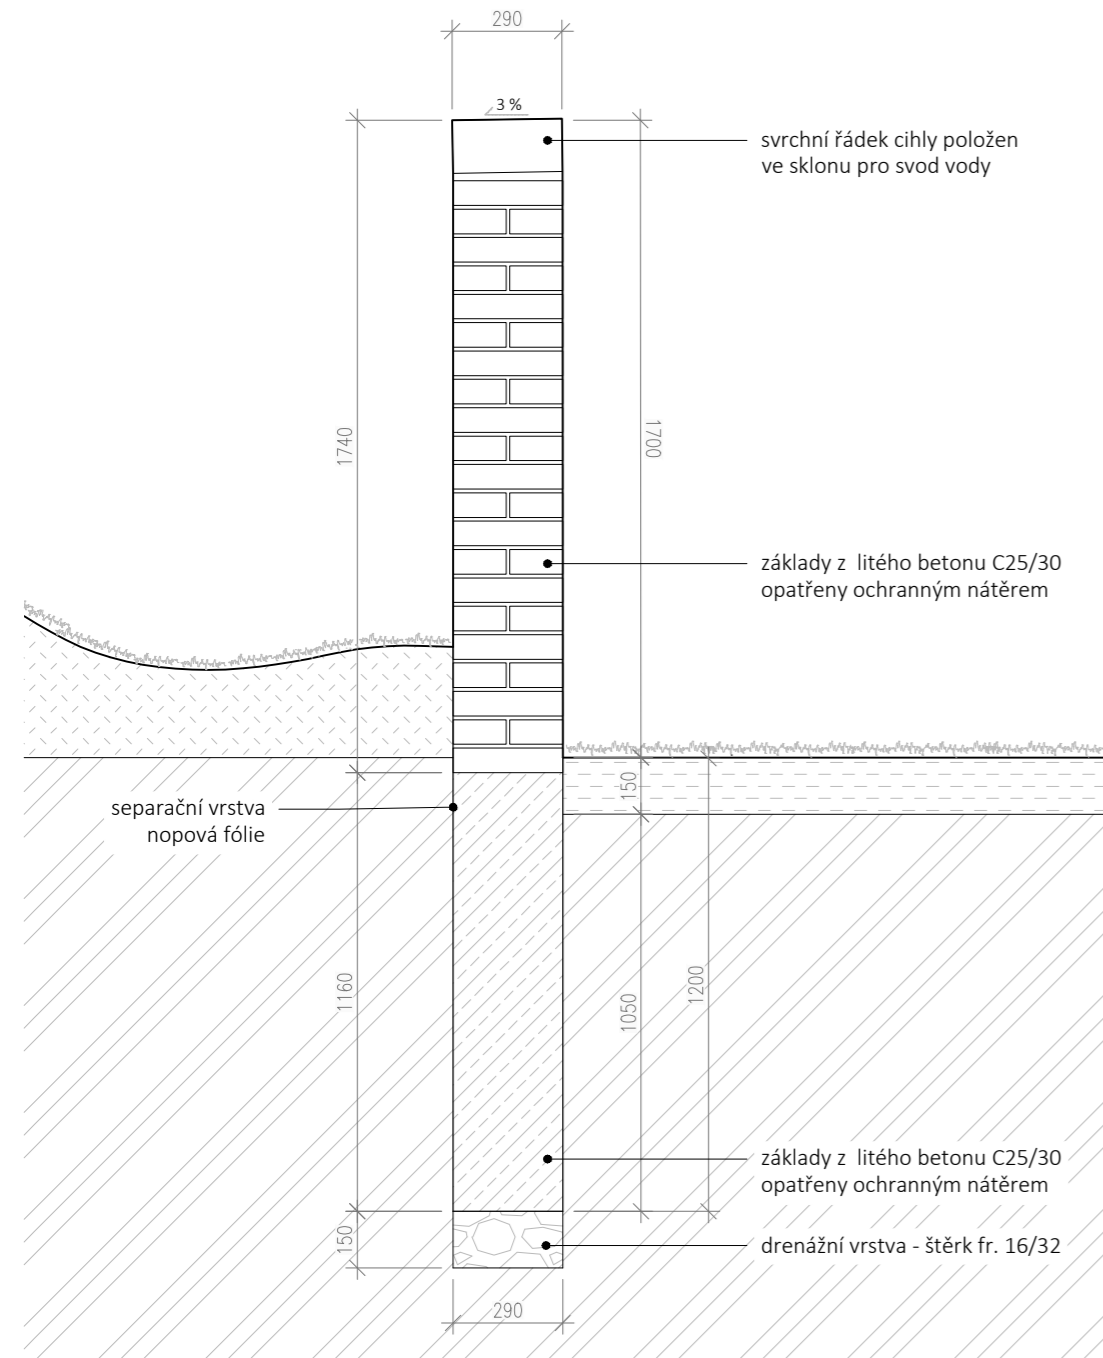 290
3 %
svrchní řádek cihly položen
ve sklonu pro svod vody
1740
1700
základy z  litého betonu C25/30
opatřeny ochranným nátěrem
150
separační vrstva
nopová fólie
1160
1050
1200
základy z  litého betonu C25/30
opatřeny ochranným nátěrem
150
drenážní vrstva - štěrk fr. 16/32
290